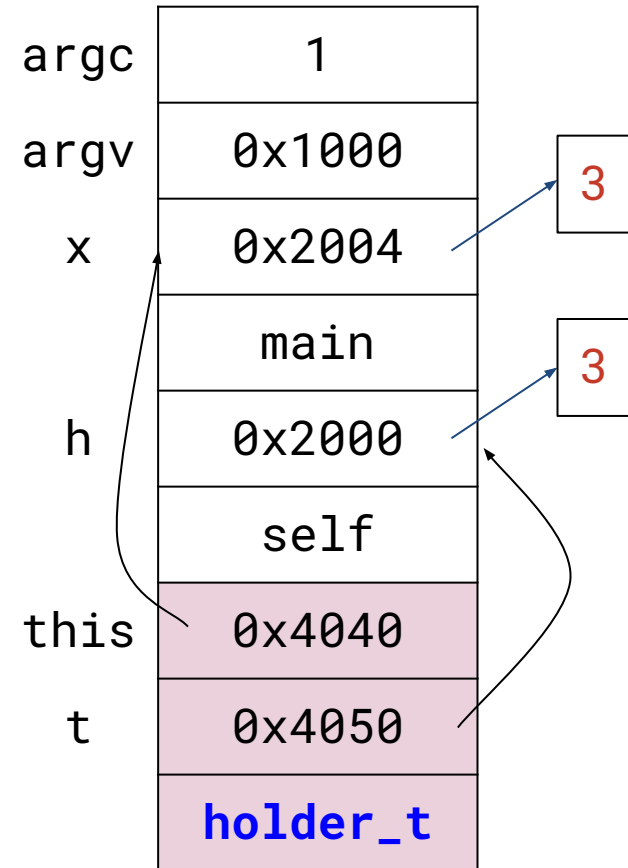 argc 1
argv 0x1000
3
x 0x2004
main
3
h 0x2000
self
this 0x4040
t 0x4050
holder_t